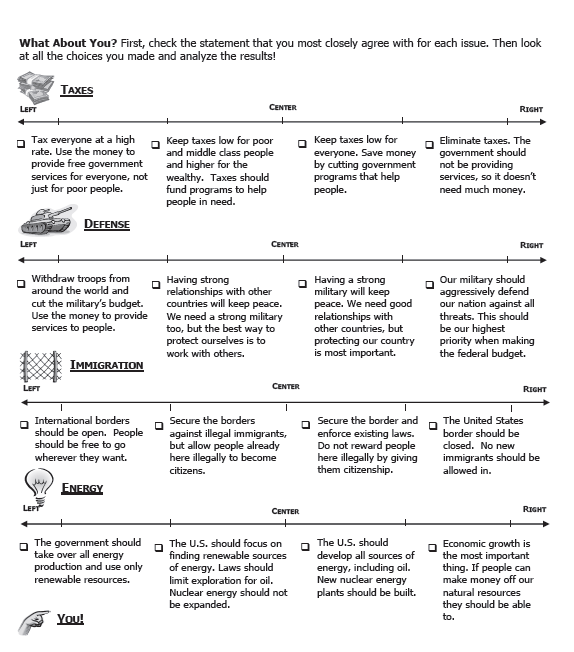 What About You? First, check the statement that you most closely agree with for each issue. Then look
at all the choices you made and analyze the results!
TAXES
LEFT CENTER RIGHT
Tax everyone at a high
rate. Use the money to
provide free government
services for everyone, not
just for poor people.
Keep taxes low for poor
and middle class people
and higher for the
wealthy. Taxes should
fund programs to help
people in need.
Keep taxes low for
everyone. Save money
by cutting government
programs that help
people.
Eliminate taxes. The
government should
not be providing
services, so it doesn't
need much money.
DEFENSE
LEFT CENTER RIGHT
Withdraw troops from
around the world and
cut the military's budget.
Use the money to provide
services to people.
Having strong
relationships with other
countries will keep peace.
We need a strong military
too, but the best way to
protect ourselves is to
work with others.
Having a strong
military will keep
peace. We need good
relationships with
other countries, but
protecting our country
is most important.
Our military should
aggressively defend
our nation against all
threats. This should
be our highest
priority when making
the federal budget.
IMMIGRATION
LEFT CENTER RIGHT
International borders
should be open. People
should be free to go
wherever they want.
Secure the borders
against illegal immigrants,
but allow people already
here illegally to become
citizens.
Secure the border and
enforce existing laws.
Do not reward people
here illegally by giving
them citizenship.
The United States
border should be
closed. No new
immigrants should be
allowed in.
ENERGY
LEFT CENTER RIGHT
The government should
take over all energy
production and use only
renewable resources.
The U.S. should focus on
finding renewable sources
of energy. Laws should
limit exploration for oil.
Nuclear energy should not
be expanded.
The U.S. should
develop all sources of
energy, including oil.
New nuclear energy
plants should be built.
Economic growth is
the most important
thing. If people can
make money off our
natural resources
they should be able
to.
YOU!